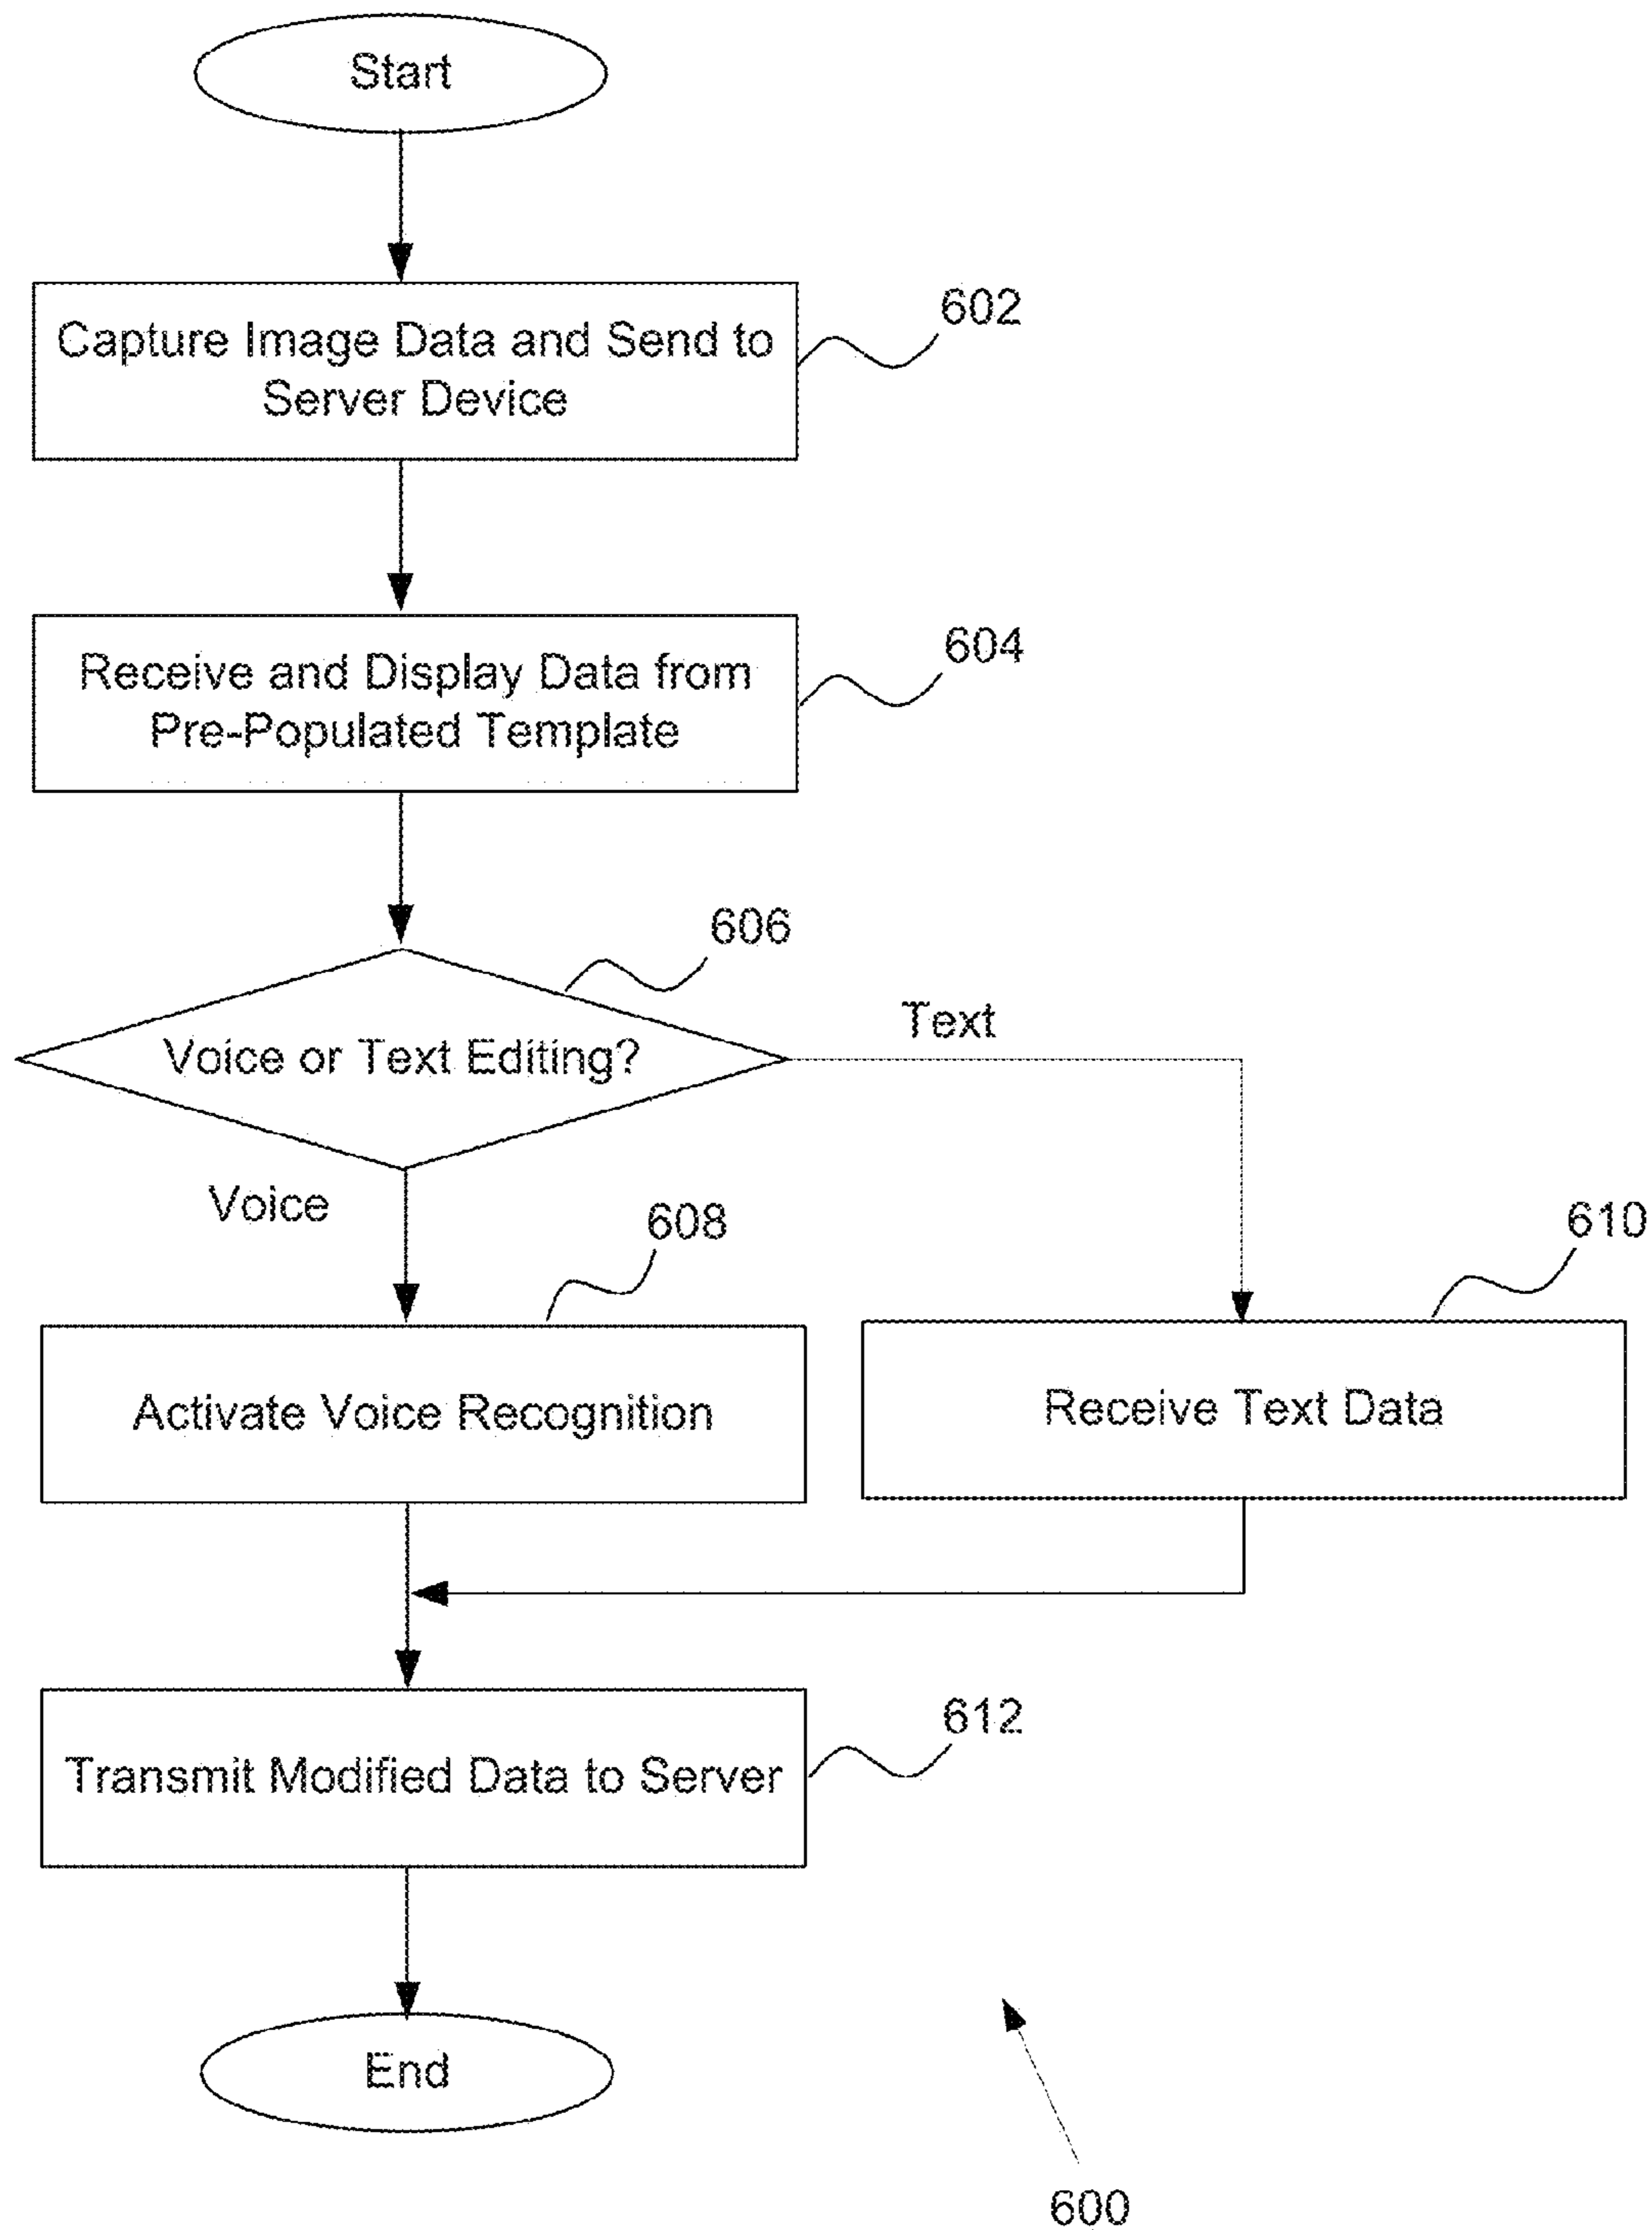 Start
Capture Image Data and Send to
Server Device
602
Receive and Display Data from
Pre-Populated Template
604
606
Voice or Text Editing?
Text
Voice
608
610
Activate Voice Recognition
Receive Text Data
Transmit Modified Data to Server
612
End
600